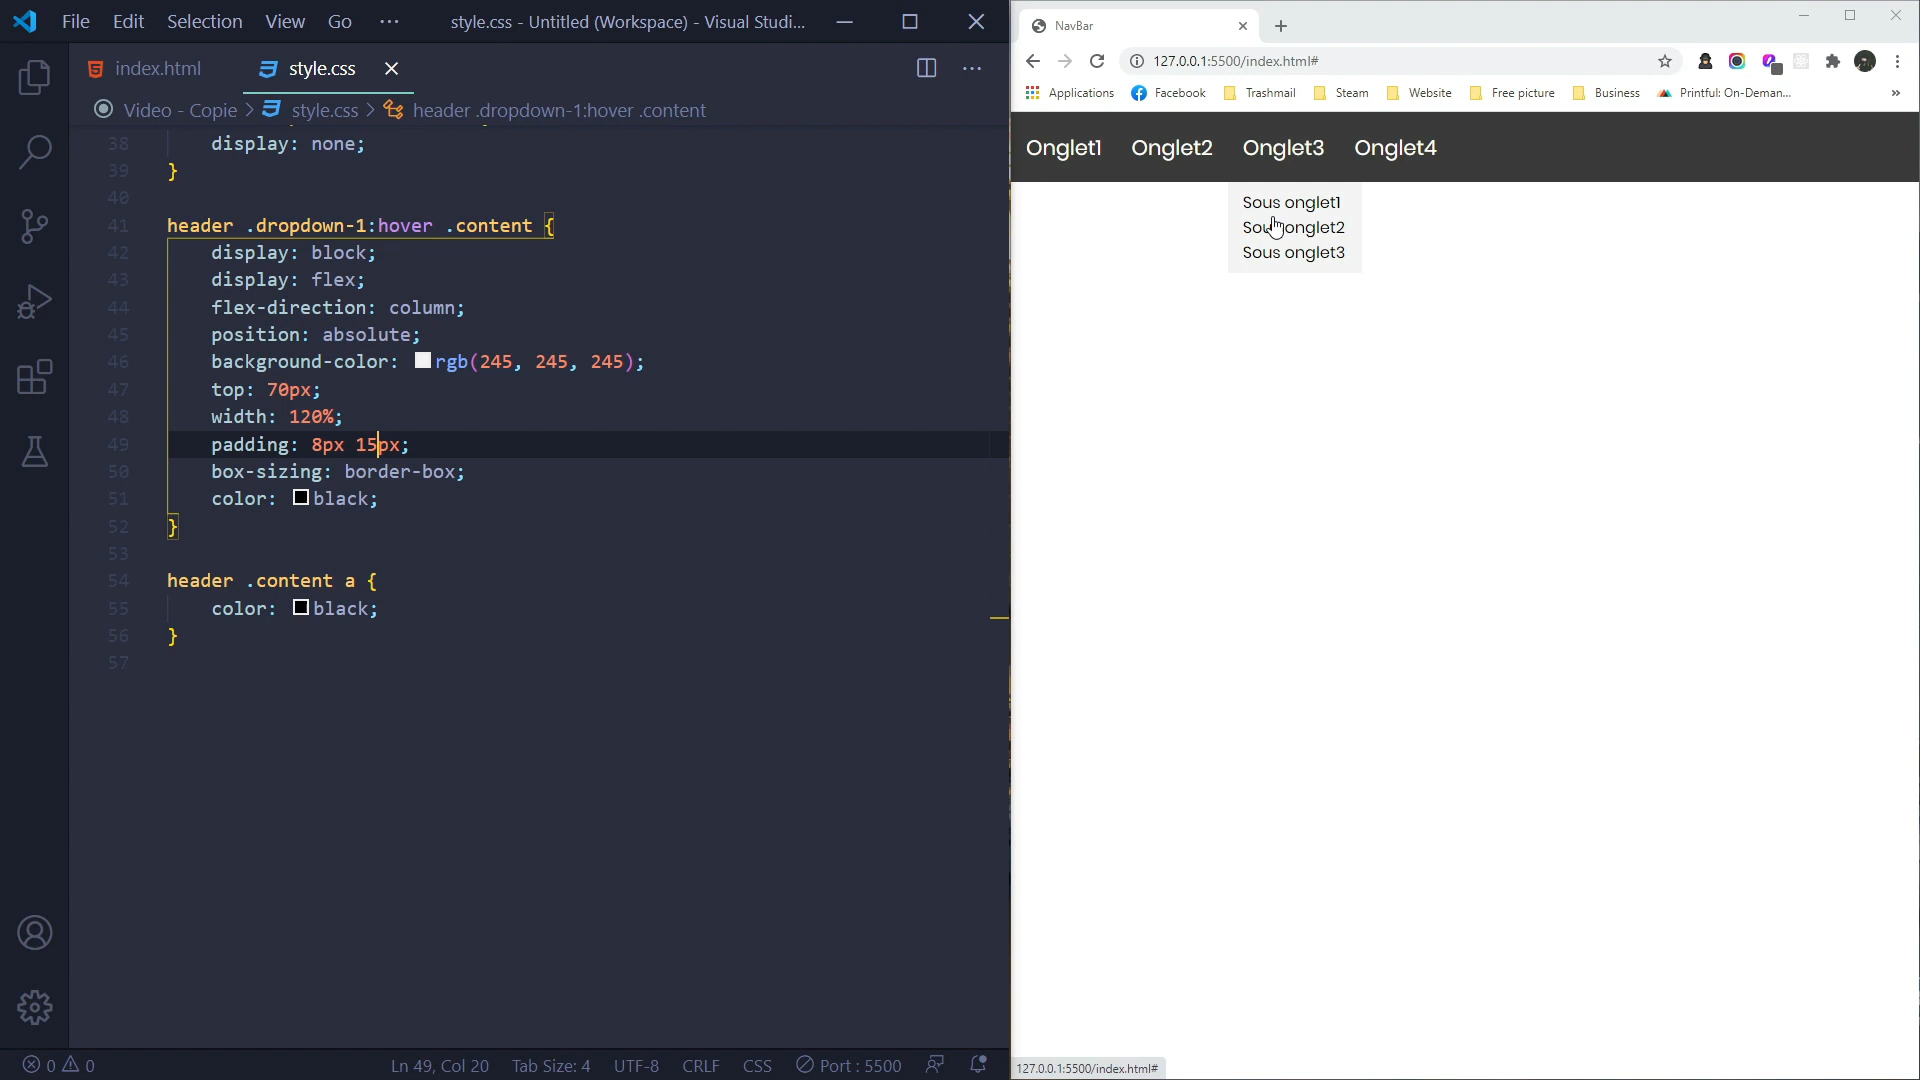 File Edit Selection View Go ··· style.css - Untitled (Workspace) - Visual Studi...
index.html style.css
Video - Copie > style.css > header .dropdown-1:hover .content
38 display: none;
39 }
40
41 header .dropdown-1:hover .content {
42 display: block;
43 display: flex;
44 flex-direction: column;
45 position: absolute;
46 background-color: rgb(245, 245, 245);
47 top: 70px;
48 width: 120%;
49 padding: 8px 15px;
50 box-sizing: border-box;
51 color: black;
52 }
53
54 header .content a {
55 color: black;
56 }
57
0 0 Ln 49, Col 20 Tab Size: 4 UTF-8 CRLF CSS Port : 5500
NavBar
127.0.0.1:5500/index.html#
Applications Facebook Trashmail Steam Website Free picture Business Printful: On-Deman... »
Onglet1 Onglet2 Onglet3 Onglet4
Sous onglet1
Sous onglet2
Sous onglet3
127.0.0.1:5500/index.html#